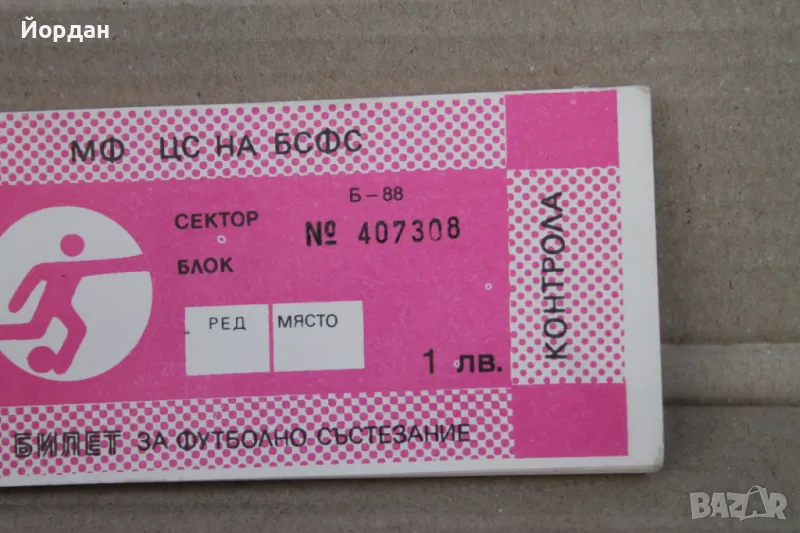 Йордан
МФ ЦС НА БСФС
Б-88
СЕКТОР
№ 407308
БЛОК
РЕД
МЯСТО
1 лв.
КОНТРОЛА
БИЛЕТ ЗА ФУТБОЛНО СЪСТЕЗАНИЕ
BAZAR